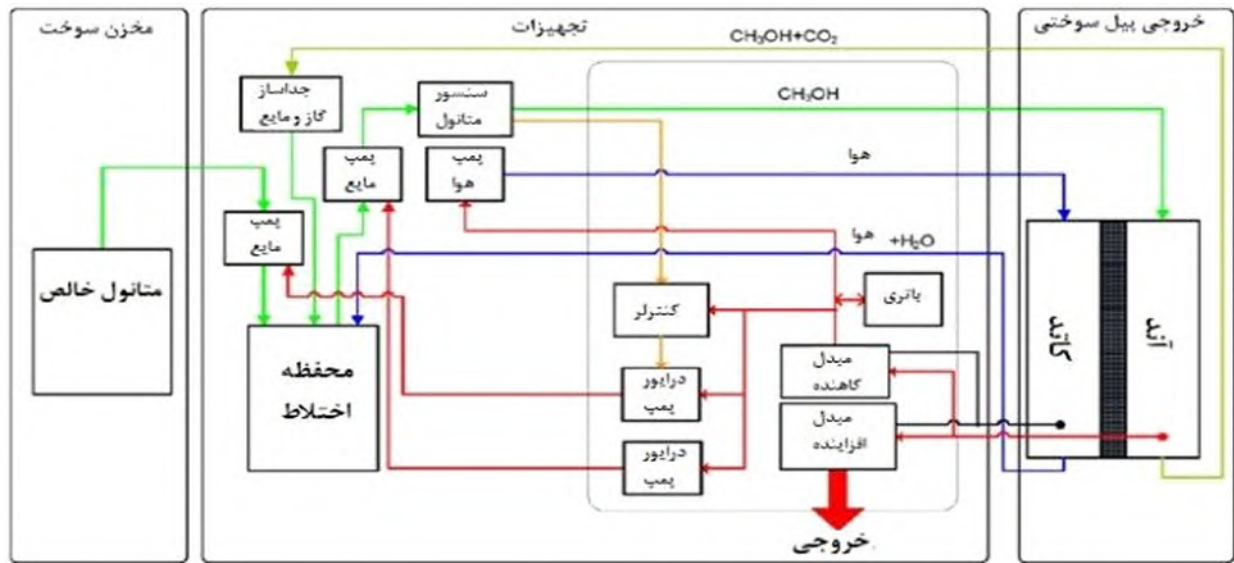 خروجی پیل سوختی
تجهیزات
مخزن سوخت
CH₃OH+CO₂
جداساز
گاز و مایع
سنسور
متانول
CH₃OH
پمپ
مایع
پمپ
هوا
هوا
پمپ
مایع
هوا
+H₂O
متانول خالص
باتری
کنترلر
محفظه
اختلاط
مبدل
کاهنده
درایور
پمپ
مبدل
افزاینده
درایور
پمپ
آند
کاتد
خروجی